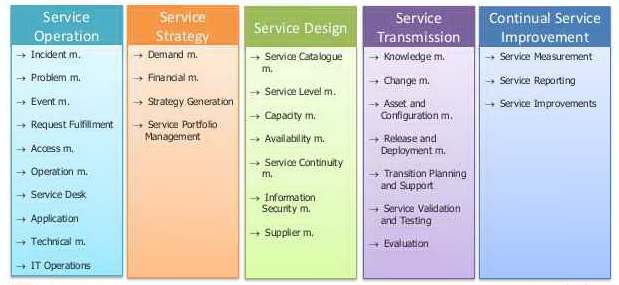 Service
Operation
→ Incident m.
→ Problem m.
→ Event m.
→ Request Fulfillment
→ Access m.
→ Operation m.
→ Service Desk
→ Application
→ Technical m.
→ IT Operations
Service
Strategy
→ Demand m.
→ Financial m.
→ Strategy Generation
→ Service Portfolio
Management
Service Design
→ Service Catalogue
m.
→ Service Level m.
→ Capacity m.
→ Availability m.
→ Service Continuity
m.
→ Information
Security m.
→ Supplier m.
Service
Transmission
→ Knowledge m.
→ Change m.
→ Asset and
Configuration m.
→ Release and
Deployment m.
→ Transition Planning
and Support
→ Service Validation
and Testing
→ Evaluation
Continual Service
Improvement
→ Service Measurement
→ Service Reporting
→ Service Improvements